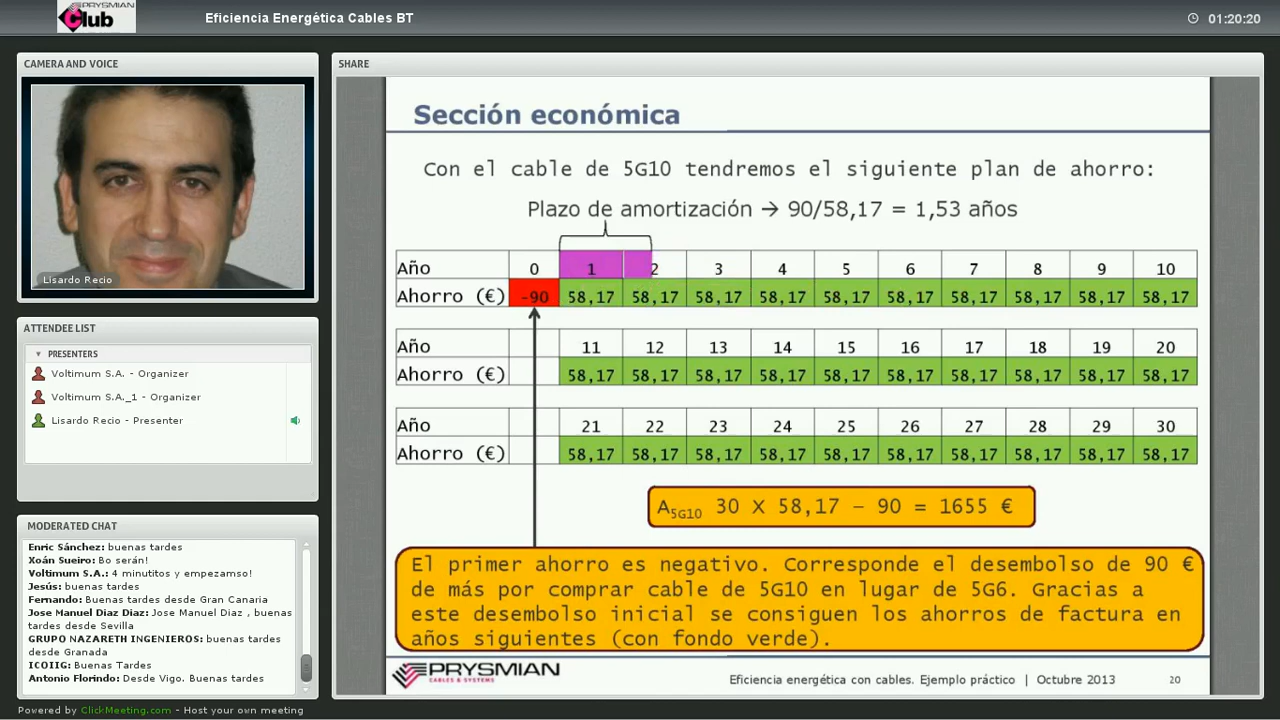 PRYSMIAN
Club
Eficiencia Energética Cables BT
01:20:20
CAMERA AND VOICE
Lisardo Recio
ATTENDEE LIST
PRESENTERS
Voltimum S.A. - Organizer
Voltimum S.A._1 - Organizer
Lisardo Recio - Presenter
MODERATED CHAT
Enric Sánchez: buenas tardes
Xoán Sueiro: Bo serán!
Voltimum S.A.: 4 minutitos y empezamso!
Jesús: buenas tardes
Fernando: Buenas tardes desde Gran Canaria
Jose Manuel Diaz Diaz: Jose Manuel Diaz , buenas
tardes desde Sevilla
GRUPO NAZARETH INGENIEROS: buenas tardes
desde Granada
ICOIIG: Buenas Tardes
Antonio Florindo: Desde Vigo. Buenas tardes
Powered by ClickMeeting.com - Host your own meeting
SHARE
Sección económica
Con el cable de 5G10 tendremos el siguiente plan de ahorro:
Plazo de amortización → 90/58,17 = 1,53 años
Año 0 1 2 3 4 5 6 7 8 9 10
Ahorro (€) -90 58,17 58,17 58,17 58,17 58,17 58,17 58,17 58,17 58,17 58,17
Año 11 12 13 14 15 16 17 18 19 20
Ahorro (€) 58,17 58,17 58,17 58,17 58,17 58,17 58,17 58,17 58,17 58,17
Año 21 22 23 24 25 26 27 28 29 30
Ahorro (€) 58,17 58,17 58,17 58,17 58,17 58,17 58,17 58,17 58,17 58,17
A5G10 30 X 58,17 – 90 = 1655 €
El primer ahorro es negativo. Corresponde el desembolso de 90 €
de más por comprar cable de 5G10 en lugar de 5G6. Gracias a
este desembolso inicial se consiguen los ahorros de factura en
años siguientes (con fondo verde).
PRYSMIAN
CABLES & SYSTEMS
Eficiencia energética con cables. Ejemplo práctico | Octubre 2013
20